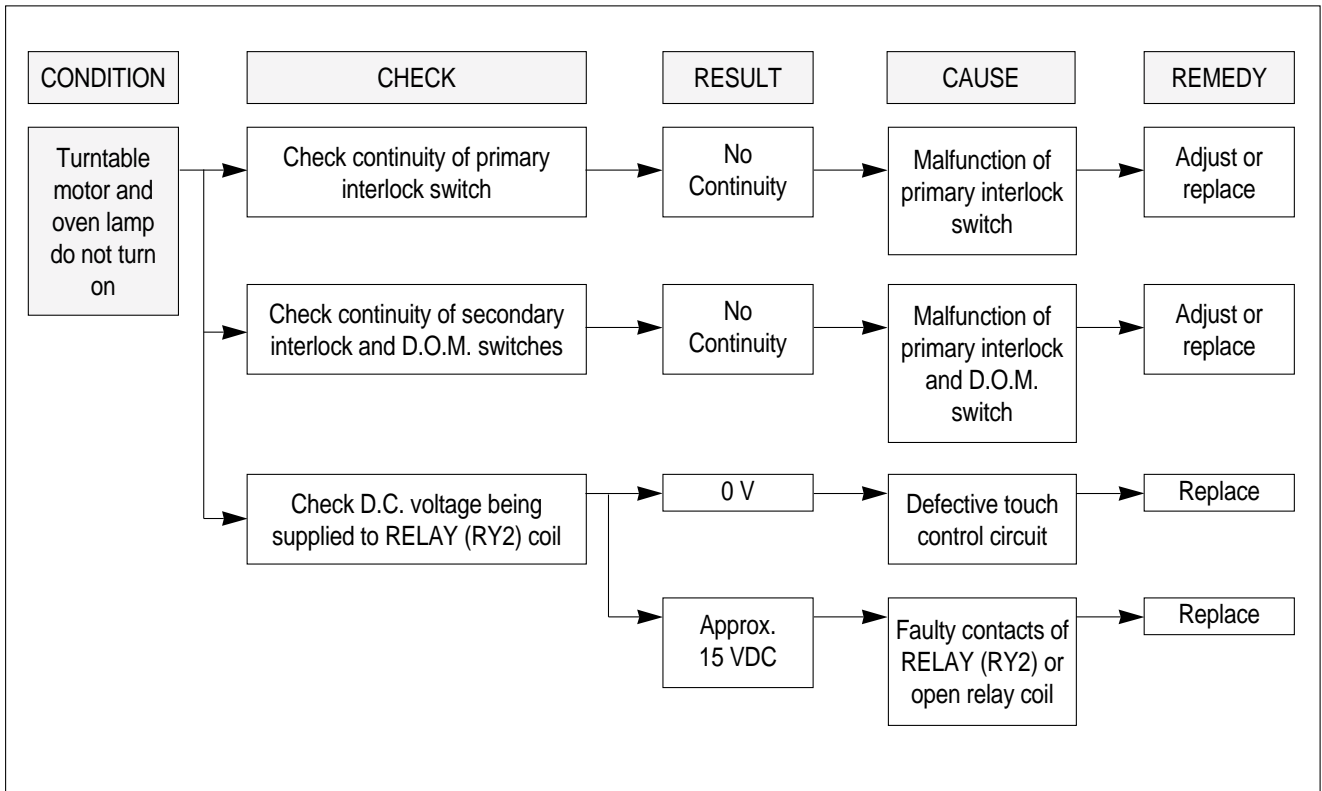 CONDITION
CHECK
RESULT
CAUSE
REMEDY
Turntable
motor and
oven lamp
do not turn
on
Check continuity of primary
interlock switch
No
Continuity
Malfunction of
primary interlock
switch
Adjust or
replace
Check continuity of secondary
interlock and D.O.M. switches
No
Continuity
Malfunction of
primary interlock
and D.O.M.
switch
Adjust or
replace
Check D.C. voltage being
supplied to RELAY (RY2) coil
0 V
Defective touch
control circuit
Replace
Approx.
15 VDC
Faulty contacts of
RELAY (RY2) or
open relay coil
Replace